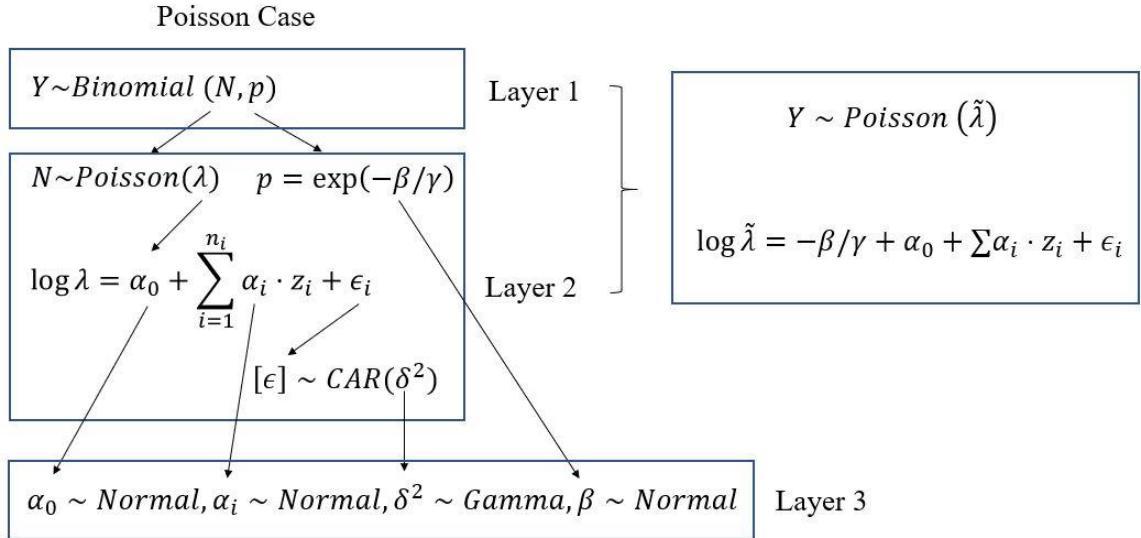 Poisson Case
Y~Binomial (N, p)
Layer 1
N~Poisson(λ) p = exp(−β/γ)
log λ = α₀ + ∑ᵢ₌₁ⁿⁱ αᵢ · zᵢ + ϵᵢ
Layer 2
[ϵ] ~ CAR(δ²)
α₀ ~ Normal, αᵢ ~ Normal, δ² ~ Gamma, β ~ Normal
Layer 3
Y ~ Poisson (λ̃)
log λ̃ = −β/γ + α₀ + ∑αᵢ · zᵢ + ϵᵢ